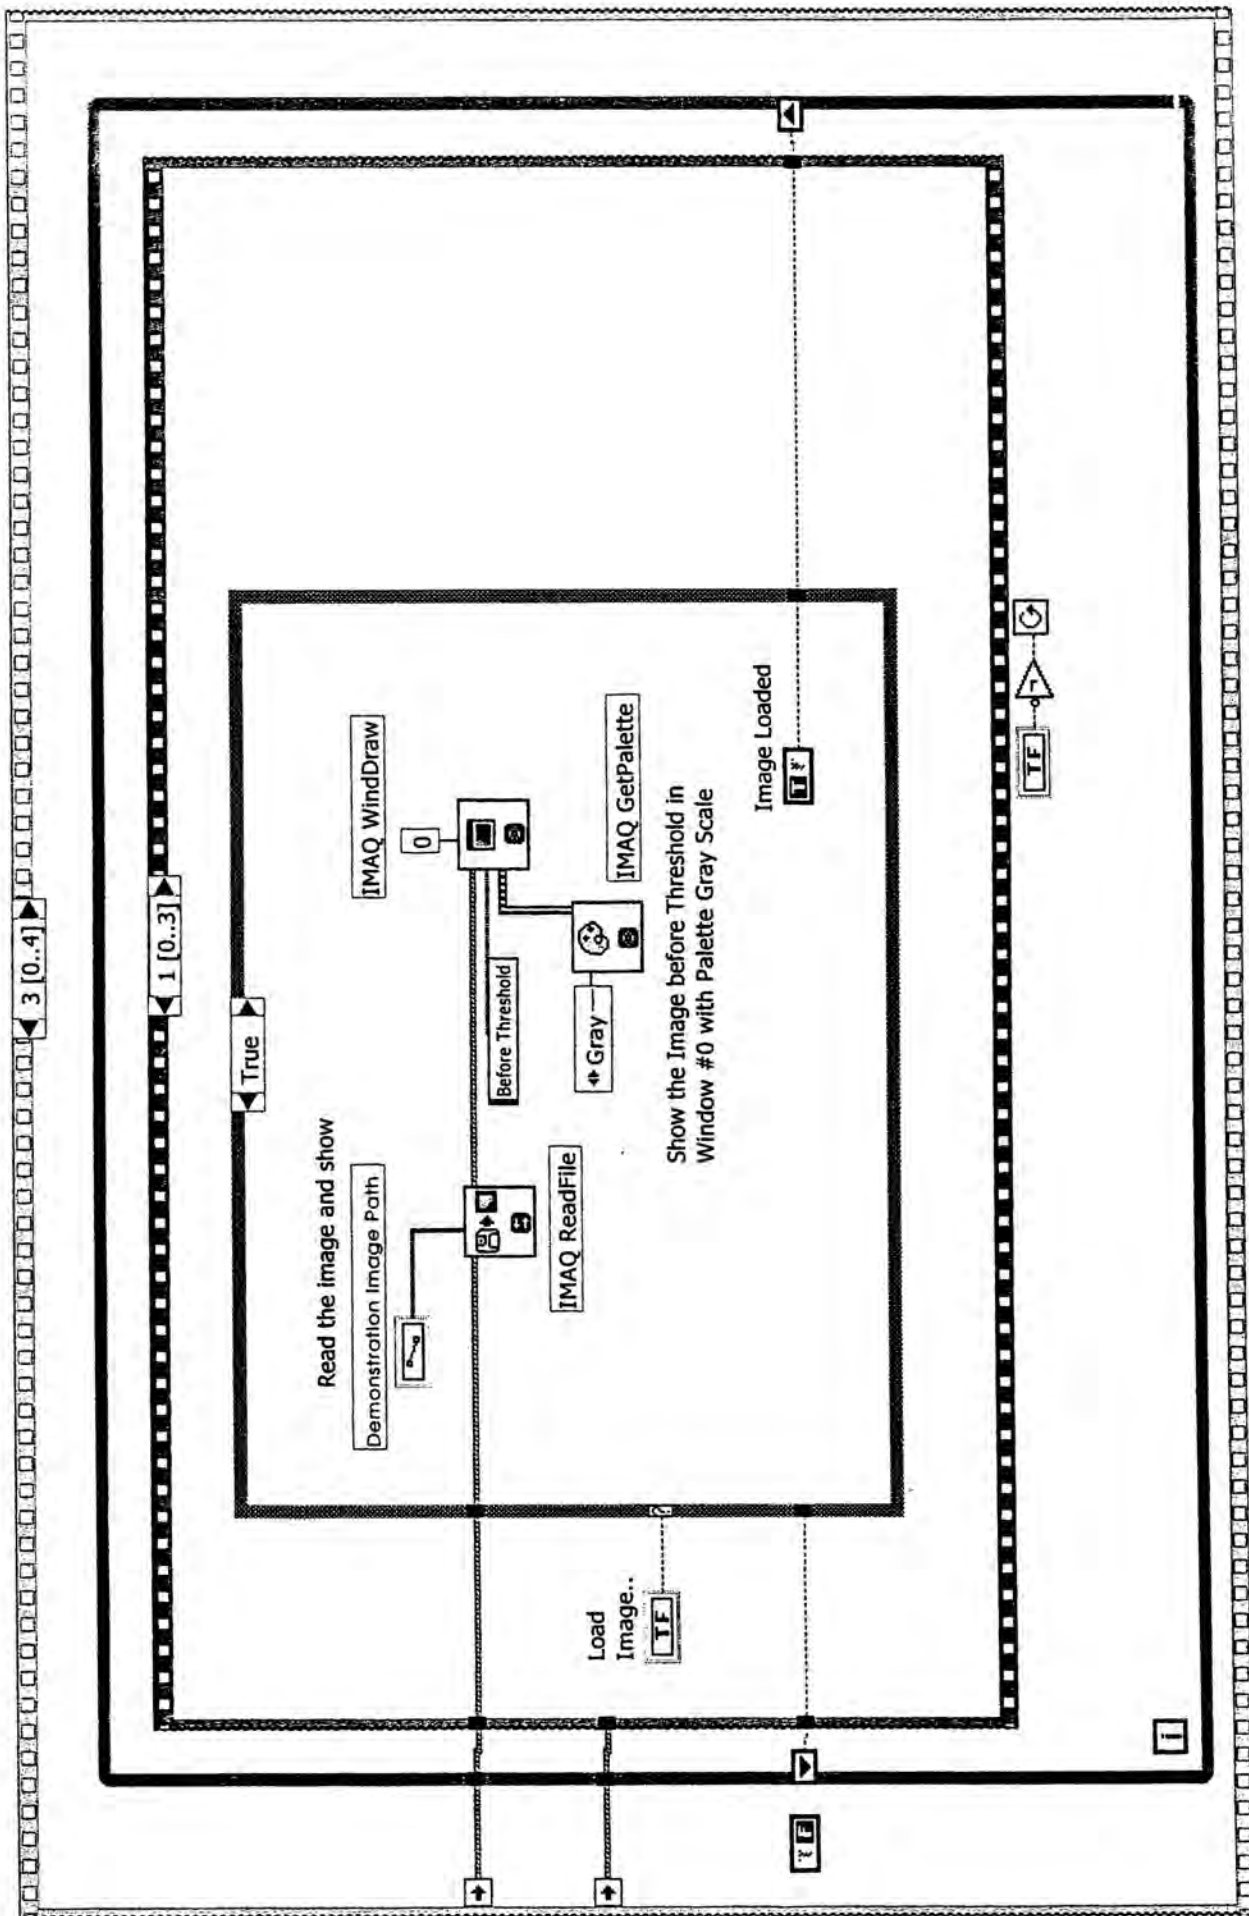 3 [0..4]
1 [0..3]
True
Read the image and show
Demonstration Image Path
IMAQ ReadFile
IMAQ WindDraw
0
Before Threshold
Gray
IMAQ GetPalette
Show the Image before Threshold in
Window #0 with Palette Gray Scale
Image Loaded
T
Load
Image..
TF
F
TF
i